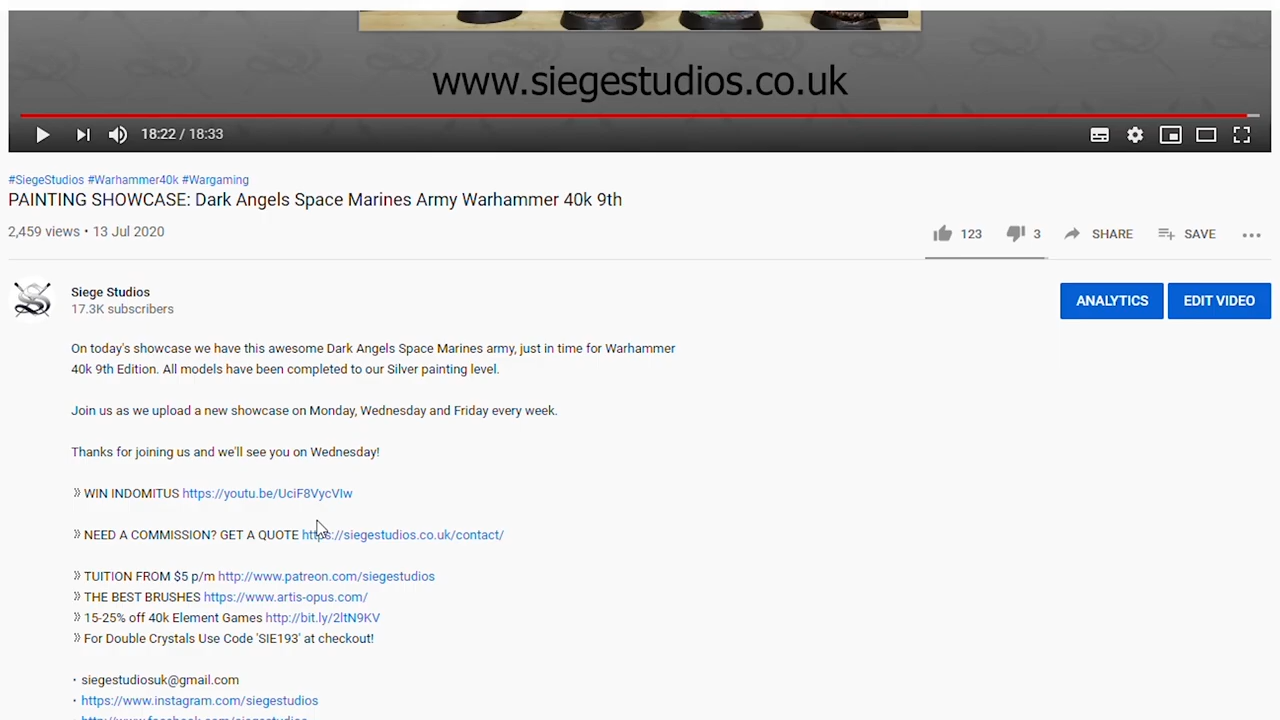 www.siegestudios.co.uk
18:22 / 18:33
#SiegeStudios #Warhammer40k #Wargaming
PAINTING SHOWCASE: Dark Angels Space Marines Army Warhammer 40k 9th
2,459 views • 13 Jul 2020
123 3 SHARE SAVE
Siege Studios
17.3K subscribers
ANALYTICS EDIT VIDEO
On today's showcase we have this awesome Dark Angels Space Marines army, just in time for Warhammer
40k 9th Edition. All models have been completed to our Silver painting level.
Join us as we upload a new showcase on Monday, Wednesday and Friday every week.
Thanks for joining us and we'll see you on Wednesday!
》WIN INDOMITUS https://youtu.be/UciF8VycVIw
》NEED A COMMISSION? GET A QUOTE https://siegestudios.co.uk/contact/
》TUITION FROM $5 p/m http://www.patreon.com/siegestudios
》THE BEST BRUSHES https://www.artis-opus.com/
》15-25% off 40k Element Games http://bit.ly/2ltN9KV
》For Double Crystals Use Code 'SIE193' at checkout!
· siegestudiosuk@gmail.com
· https://www.instagram.com/siegestudios
· http://www.facebook.com/siegestudios